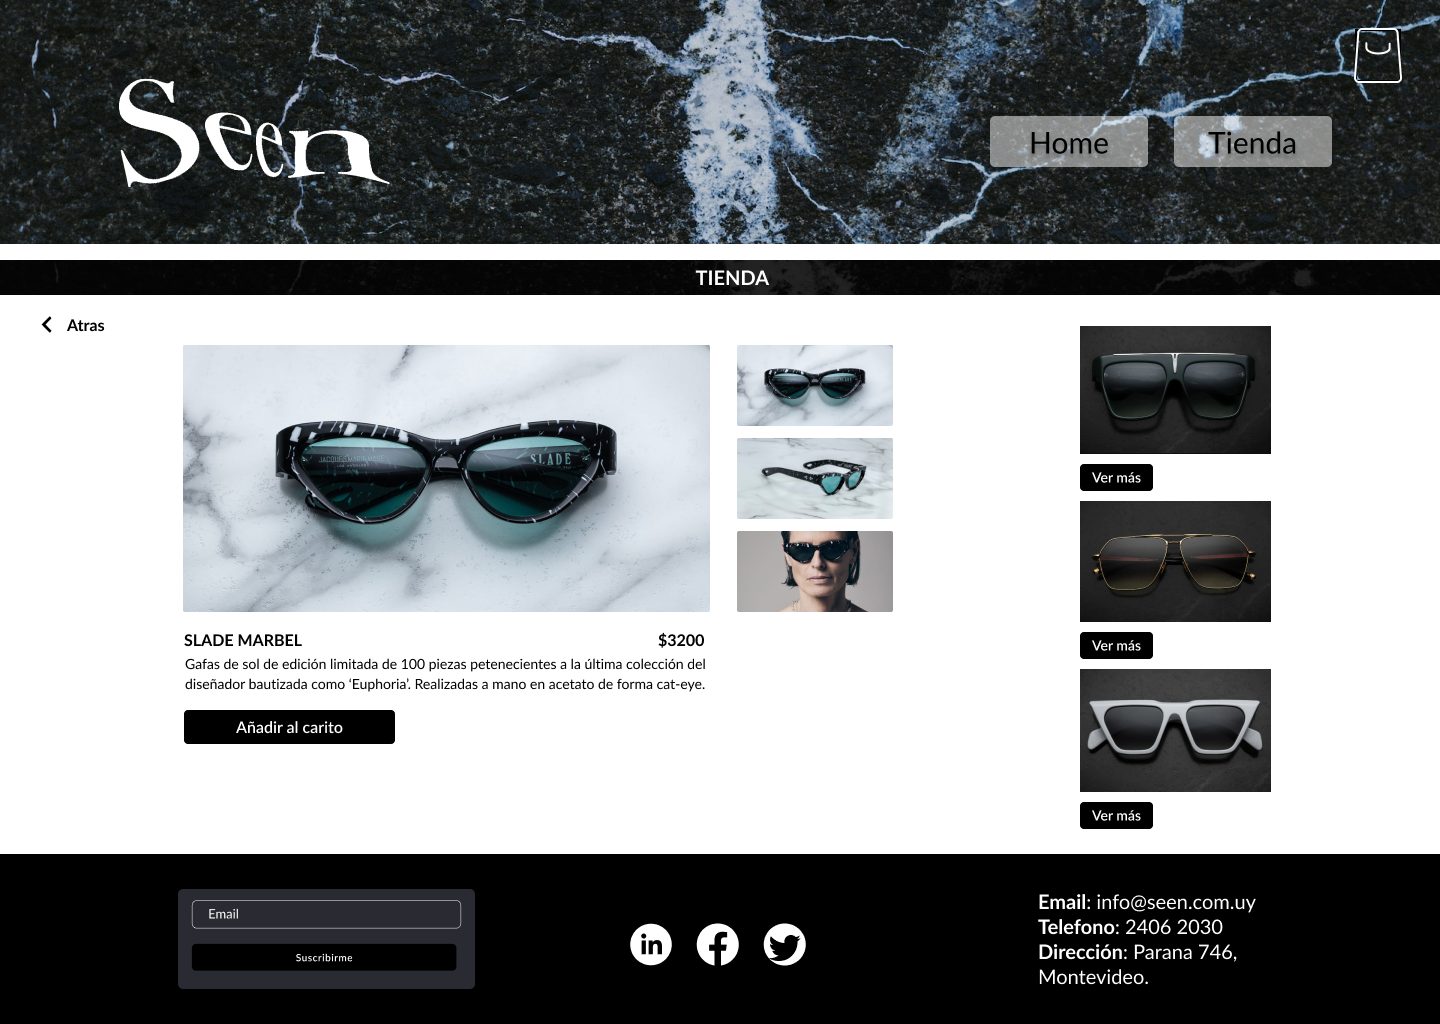 Seen
Home
Tienda
TIENDA
Atras
SLADE
SLADE
SLADE MARBEL
$3200
Gafas de sol de edición limitada de 100 piezas petenecientes a la última colección del
diseñador bautizada como ‘Euphoria’. Realizadas a mano en acetato de forma cat-eye.
Añadir al carito
Ver más
Ver más
Ver más
Email
Suscribirme
in
Email: info@seen.com.uy
Telefono: 2406 2030
Dirección: Parana 746,
Montevideo.